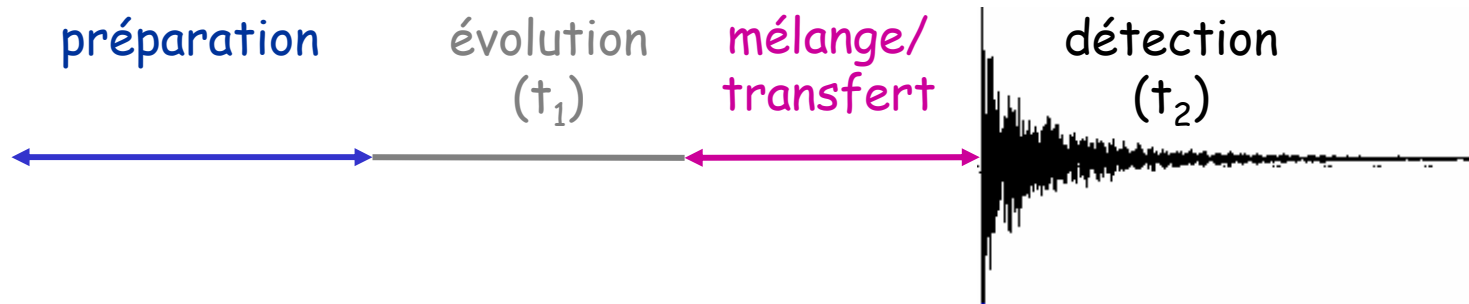 préparation
évolution
(t₁)
mélange/
transfert
détection
(t₂)